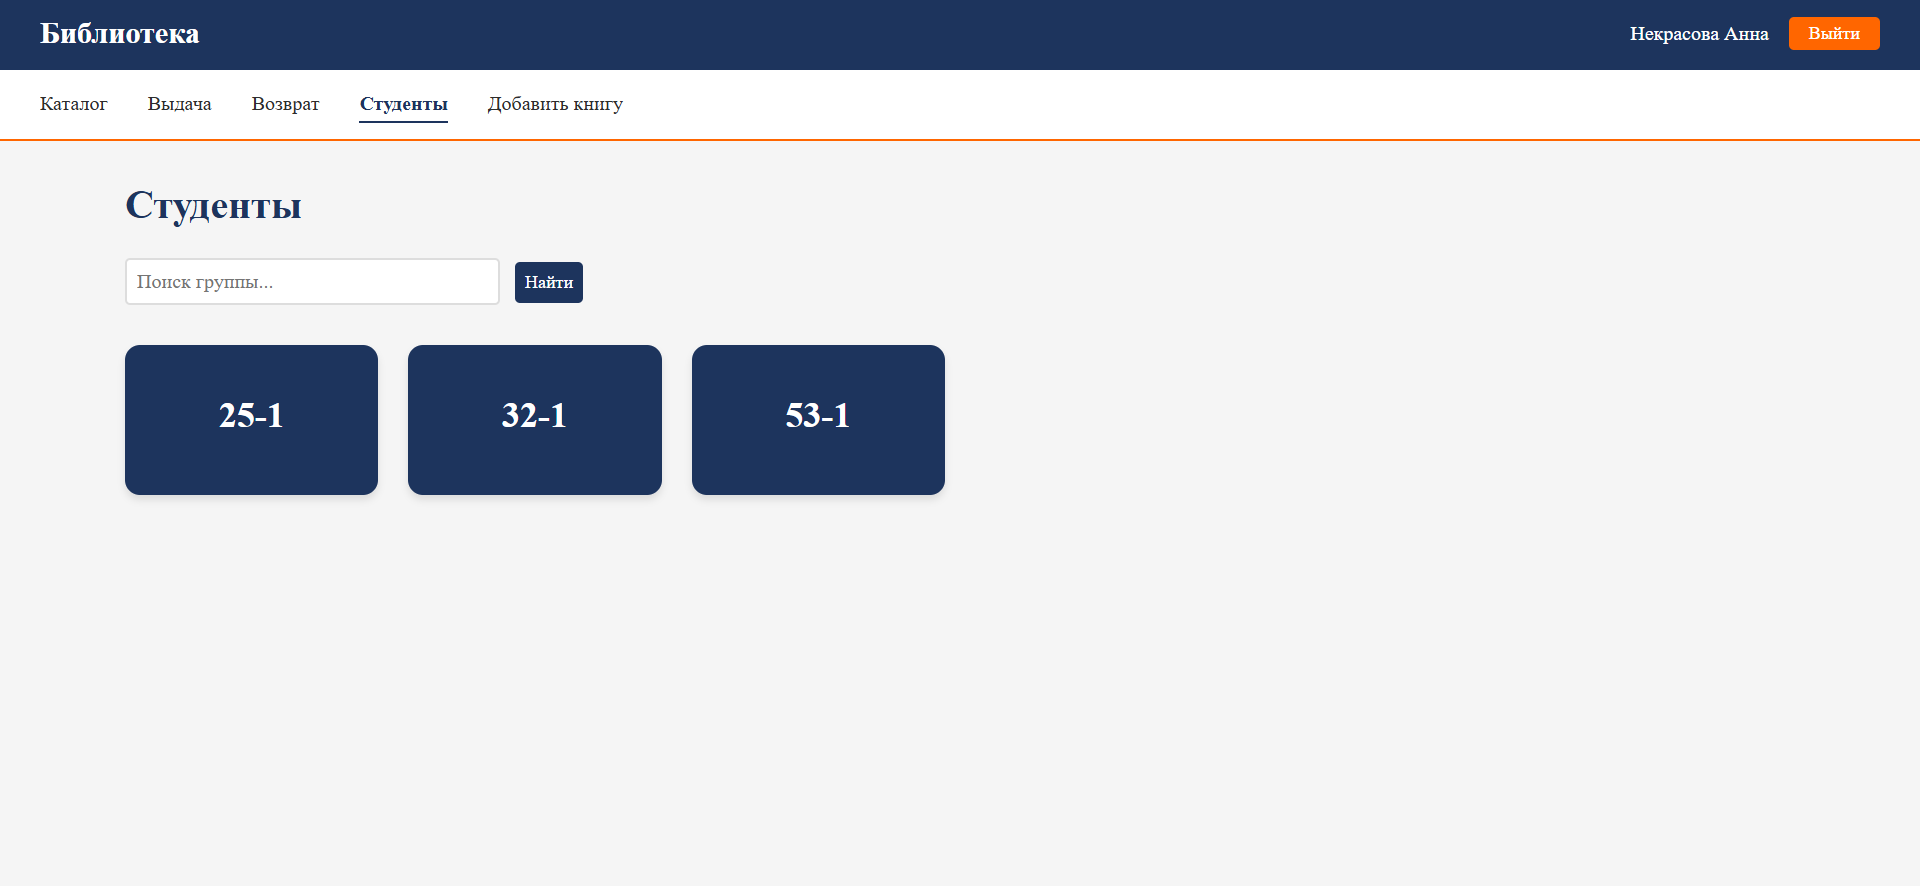 Библиотека
Некрасова Анна
Выйти
Каталог
Выдача
Возврат
Студенты
Добавить книгу
Студенты
Поиск группы...
Найти
25-1
32-1
53-1